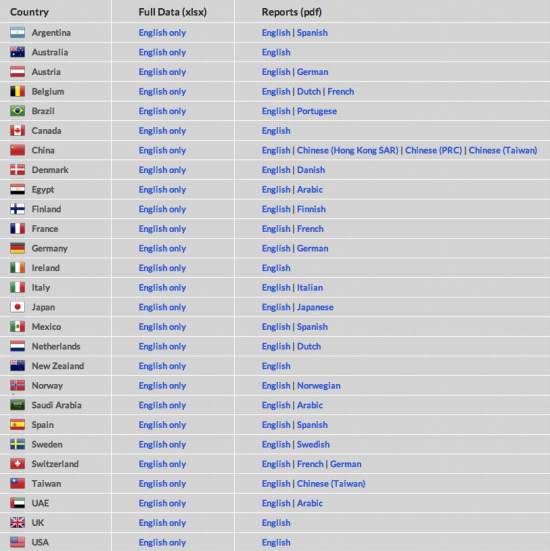 Country Full Data (xlsx) Reports (pdf)
Argentina English only English | Spanish
Australia English only English
Austria English only English | German
Belgium English only English | Dutch | French
Brazil English only English | Portugese
Canada English only English
China English only English | Chinese (Hong Kong SAR) | Chinese (PRC) | Chinese (Taiwan)
Denmark English only English | Danish
Egypt English only English | Arabic
Finland English only English | Finnish
France English only English | French
Germany English only English | German
Ireland English only English
Italy English only English | Italian
Japan English only English | Japanese
Mexico English only English | Spanish
Netherlands English only English | Dutch
New Zealand English only English
Norway English only English | Norwegian
Saudi Arabia English only English | Arabic
Spain English only English | Spanish
Sweden English only English | Swedish
Switzerland English only English | French | German
Taiwan English only English | Chinese (Taiwan)
UAE English only English | Arabic
UK English only English
USA English only English